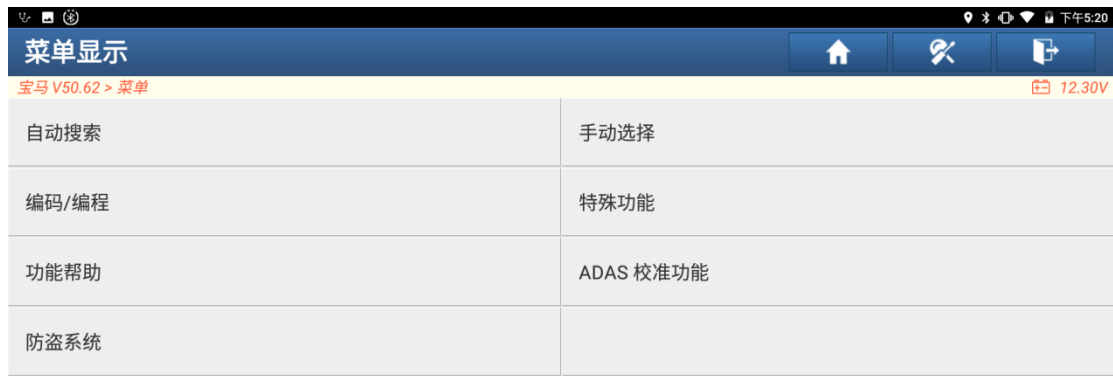 下午5:20
菜单显示
宝马 V50.62 > 菜单 12.30V
自动搜索 手动选择
编码/编程 特殊功能
功能帮助 ADAS 校准功能
防盗系统